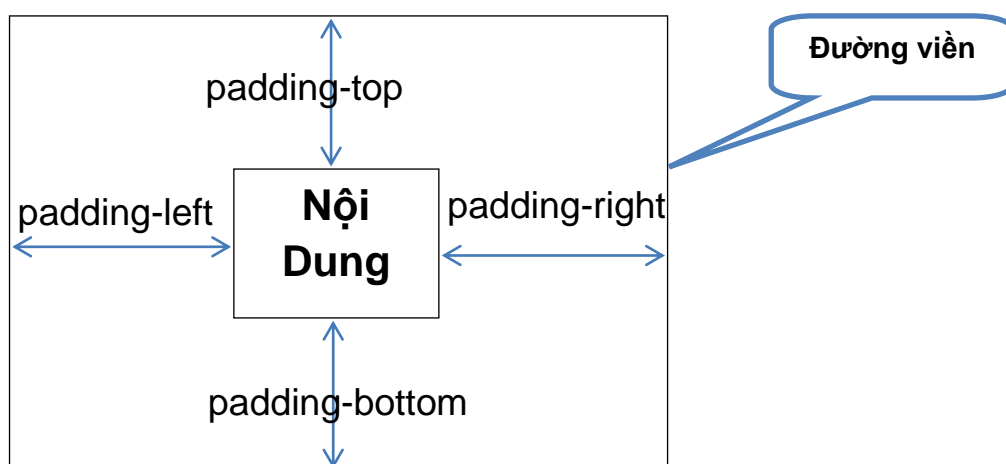 Đường viền
padding-top
padding-left
Nội
Dung
padding-right
padding-bottom